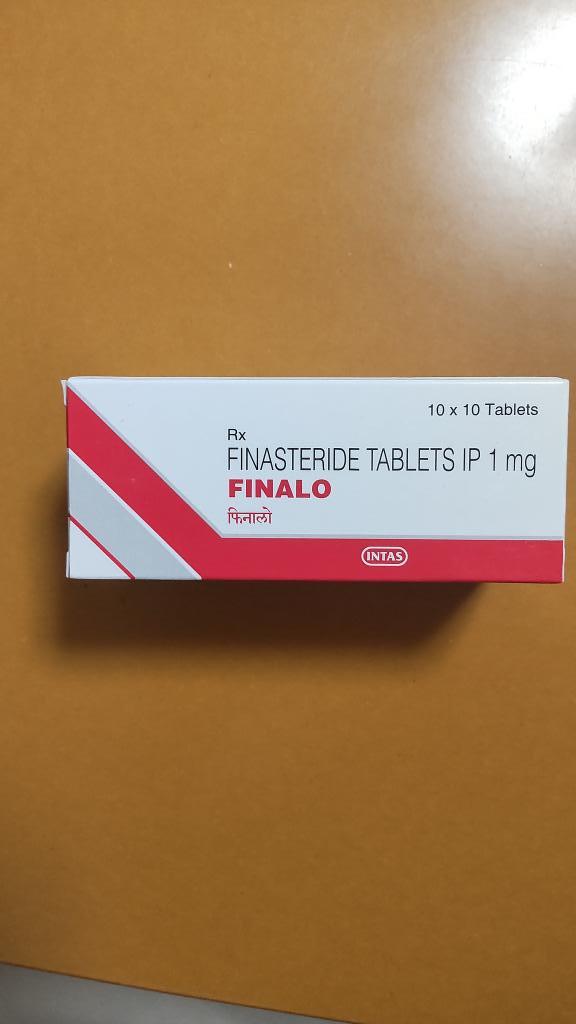 10 x 10 Tablets
Rx
FINASTERIDE TABLETS IP 1 mg
FINALO
फिनालो
INTAS